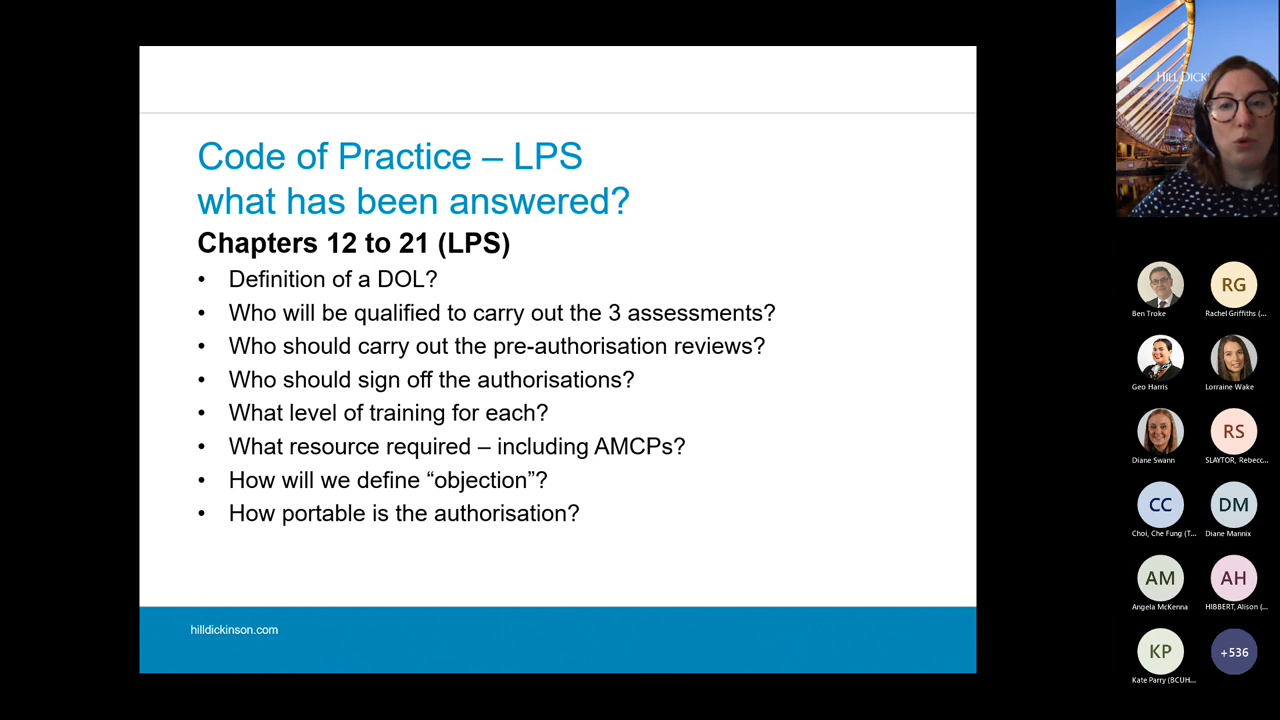 Code of Practice – LPS
what has been answered?
Chapters 12 to 21 (LPS)
• Definition of a DOL?
• Who will be qualified to carry out the 3 assessments?
• Who should carry out the pre-authorisation reviews?
• Who should sign off the authorisations?
• What level of training for each?
• What resource required – including AMCPs?
• How will we define “objection”?
• How portable is the authorisation?
hilldickinson.com
HILL DICK
Ben Troke
RG
Rachel Griffiths (...
Geo Harris
Lorraine Wake
Diane Swann
RS
SLAYTOR, Rebecc...
CC
Choi, Che Fung (T...
DM
Diane Mannix
AM
Angela McKenna
AH
HIBBERT, Alison (...
KP
Kate Parry (BCUH...
+536